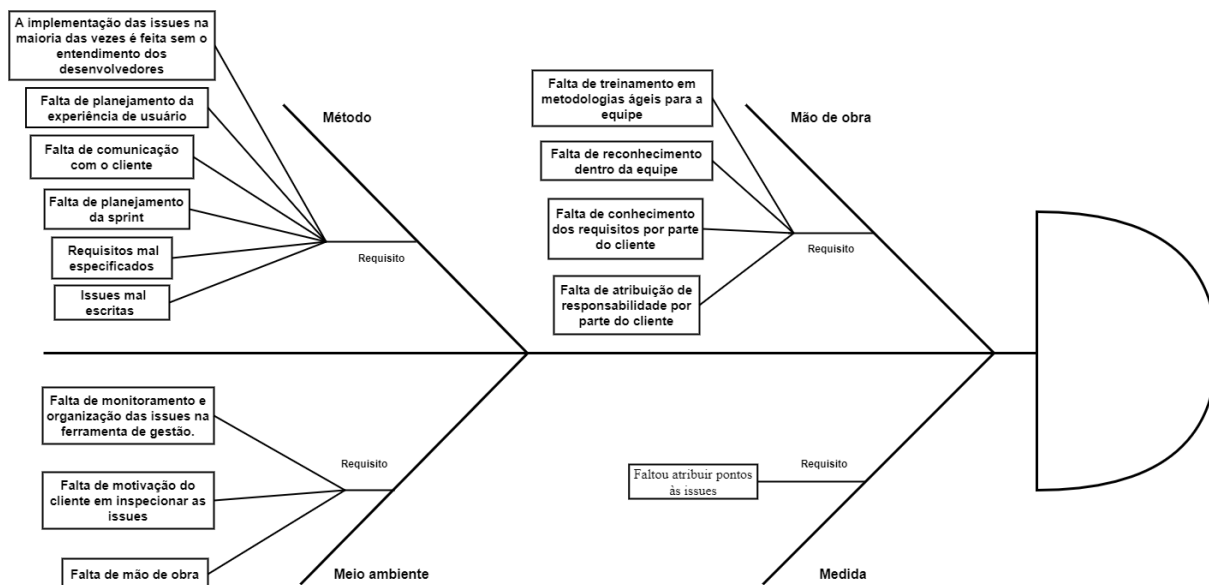 A implementação das issues na
maioria das vezes é feita sem o
entendimento dos
desenvolvedores
Falta de planejamento da
experiência de usuário
Falta de comunicação
com o cliente
Falta de planejamento
da sprint
Requisitos mal
especificados
Issues mal
escritas
Método
Requisito
Falta de treinamento em
metodologias ágeis para a
equipe
Falta de reconhecimento
dentro da equipe
Falta de conhecimento
dos requisitos por parte
do cliente
Falta de atribuição de
responsabilidade por
parte do cliente
Mão de obra
Requisito
Falta de monitoramento e
organização das issues na
ferramenta de gestão.
Falta de motivação do
cliente em inspecionar as
issues
Falta de mão de obra
Requisito
Meio ambiente
Faltou atribuir pontos
às issues
Requisito
Medida